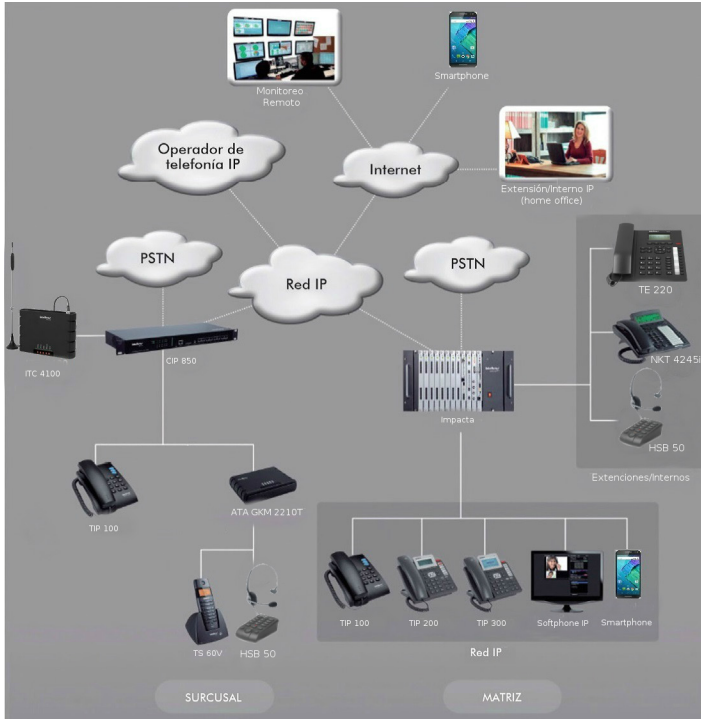 Monitoreo
Remoto
Smartphone
Operador de
telefonía IP
Internet
Extensión/Interno IP
(home office)
PSTN
Red IP
PSTN
TE 220
ITC 4100
CIP 850
NKT 4245i
Impacta
HSB 50
Extenciones/Internos
TIP 100
ATA GKM 2210T
TIP 100
TIP 200
TIP 300
Softphone IP
Smartphone
TS 60V
HSB 50
Red IP
SURCUSAL
MATRIZ